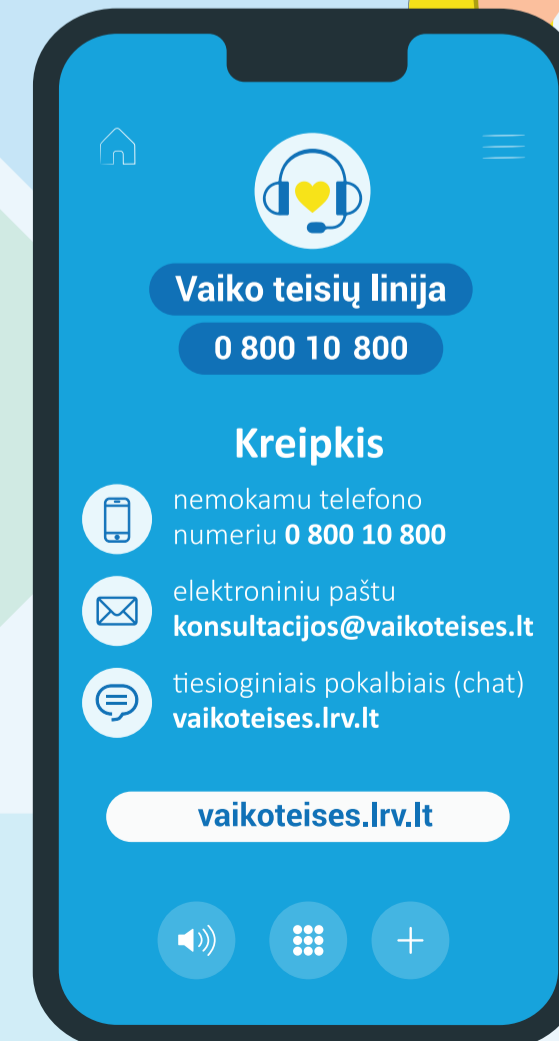 Vaiko teisių linija
0 800 10 800
Kreipkis
nemokamu telefono
numeriu 0 800 10 800
elektroniniu paštu
konsultacijos@vaikoteises.lt
tiesioginiais pokalbiais (chat)
vaikoteises.lrv.lt
vaikoteises.lrv.lt